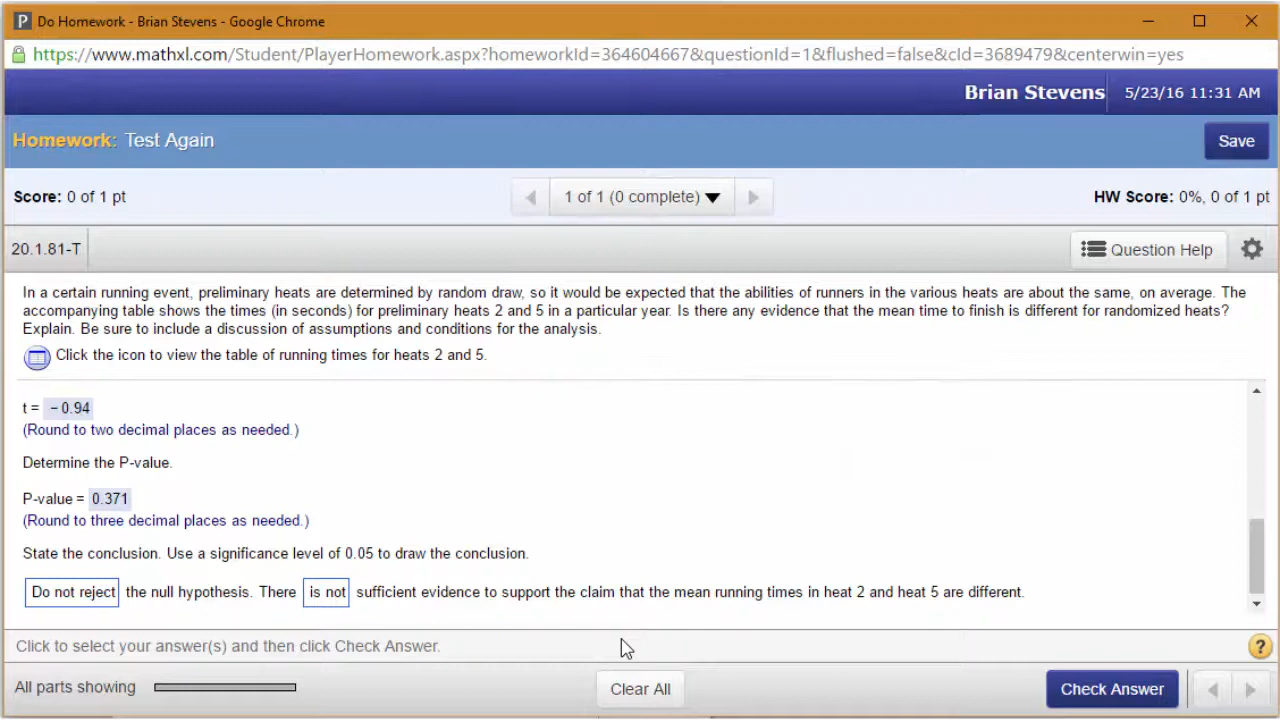 Do Homework - Brian Stevens - Google Chrome
https://www.mathxl.com/Student/PlayerHomework.aspx?homeworkId=364604667&questionId=1&flushed=false&cId=3689479&centerwin=yes
Brian Stevens 5/23/16 11:31 AM
Homework: Test Again Save
Score: 0 of 1 pt 1 of 1 (0 complete) HW Score: 0%, 0 of 1 pt
20.1.81-T Question Help
In a certain running event, preliminary heats are determined by random draw, so it would be expected that the abilities of runners in the various heats are about the same, on average. The
accompanying table shows the times (in seconds) for preliminary heats 2 and 5 in a particular year. Is there any evidence that the mean time to finish is different for randomized heats?
Explain. Be sure to include a discussion of assumptions and conditions for the analysis.
Click the icon to view the table of running times for heats 2 and 5.
t = − 0.94
(Round to two decimal places as needed.)
Determine the P-value.
P-value = 0.371
(Round to three decimal places as needed.)
State the conclusion. Use a significance level of 0.05 to draw the conclusion.
Do not reject the null hypothesis. There is not sufficient evidence to support the claim that the mean running times in heat 2 and heat 5 are different.
Click to select your answer(s) and then click Check Answer. ?
All parts showing Clear All Check Answer